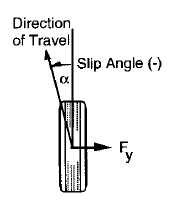 Direction
of Travel
Slip Angle (-)
α
Fy